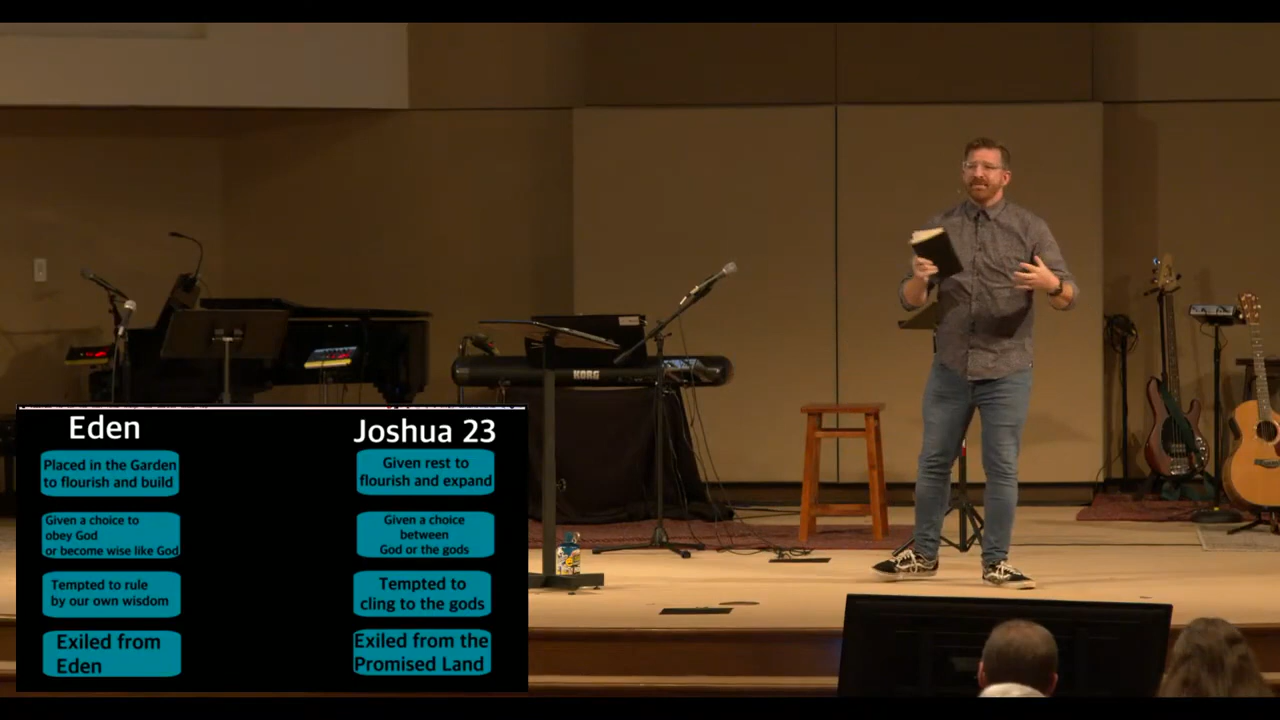 KORG
Eden
Joshua 23
Placed in the Garden
to flourish and build
Given rest to
flourish and expand
Given a choice to
obey God
or become wise like God
Given a choice
between
God or the gods
Tempted to rule
by our own wisdom
Tempted to
cling to the gods
Exiled from
Eden
Exiled from the
Promised Land